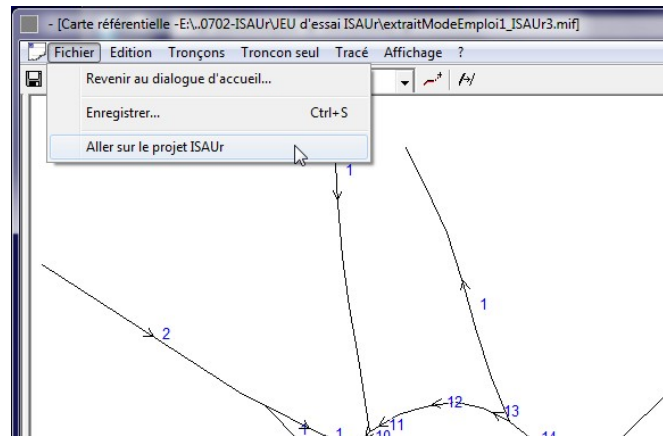 - [Carte référentielle -E:\..0702-ISAUr\JEU d'essai ISAUr\extraitModeEmploi1_ISAUr3.mif]
Fichier Edition Tronçons Troncon seul Tracé Affichage ?
Revenir au dialogue d'accueil...
Enregistrer... Ctrl+S
Aller sur le projet ISAUr
1
1
2
12
13
11
1
10
14